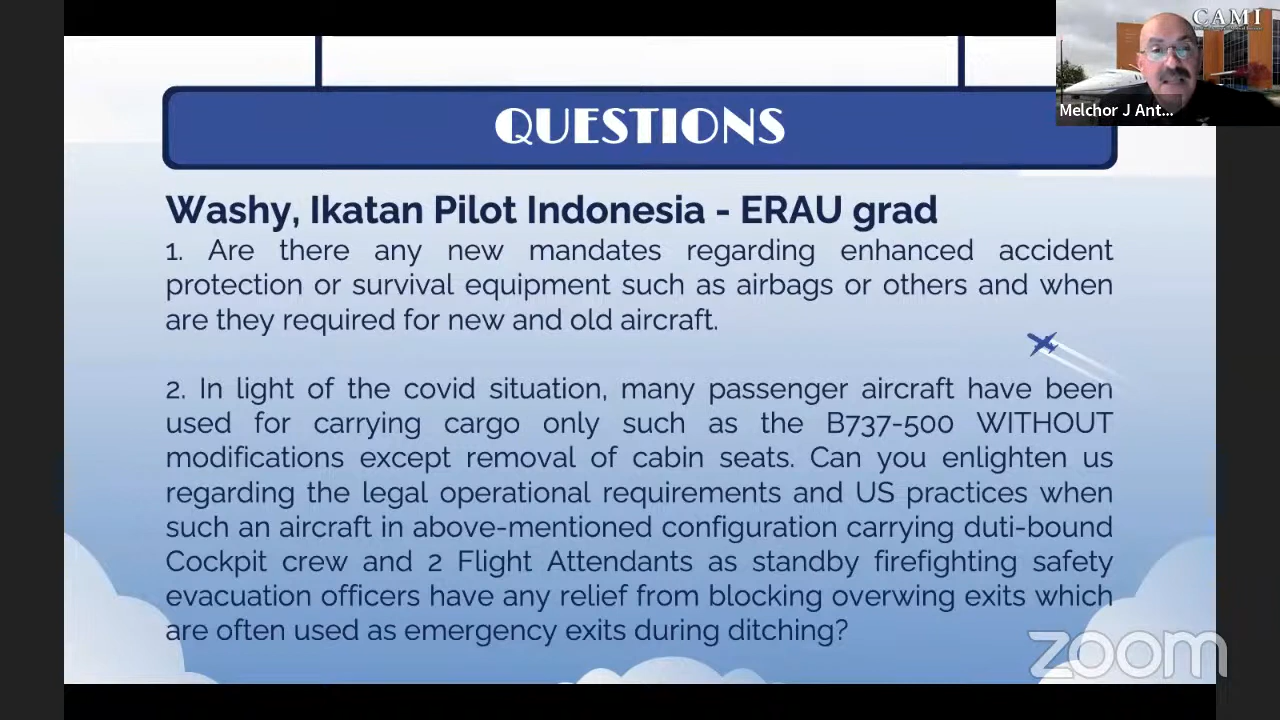 CAMI
Melchor J Ant...
QUESTIONS
Washy, Ikatan Pilot Indonesia - ERAU grad
1. Are there any new mandates regarding enhanced accident
protection or survival equipment such as airbags or others and when
are they required for new and old aircraft.
2. In light of the covid situation, many passenger aircraft have been
used for carrying cargo only such as the B737-500 WITHOUT
modifications except removal of cabin seats. Can you enlighten us
regarding the legal operational requirements and US practices when
such an aircraft in above-mentioned configuration carrying duti-bound
Cockpit crew and 2 Flight Attendants as standby firefighting safety
evacuation officers have any relief from blocking overwing exits which
are often used as emergency exits during ditching?
zoom